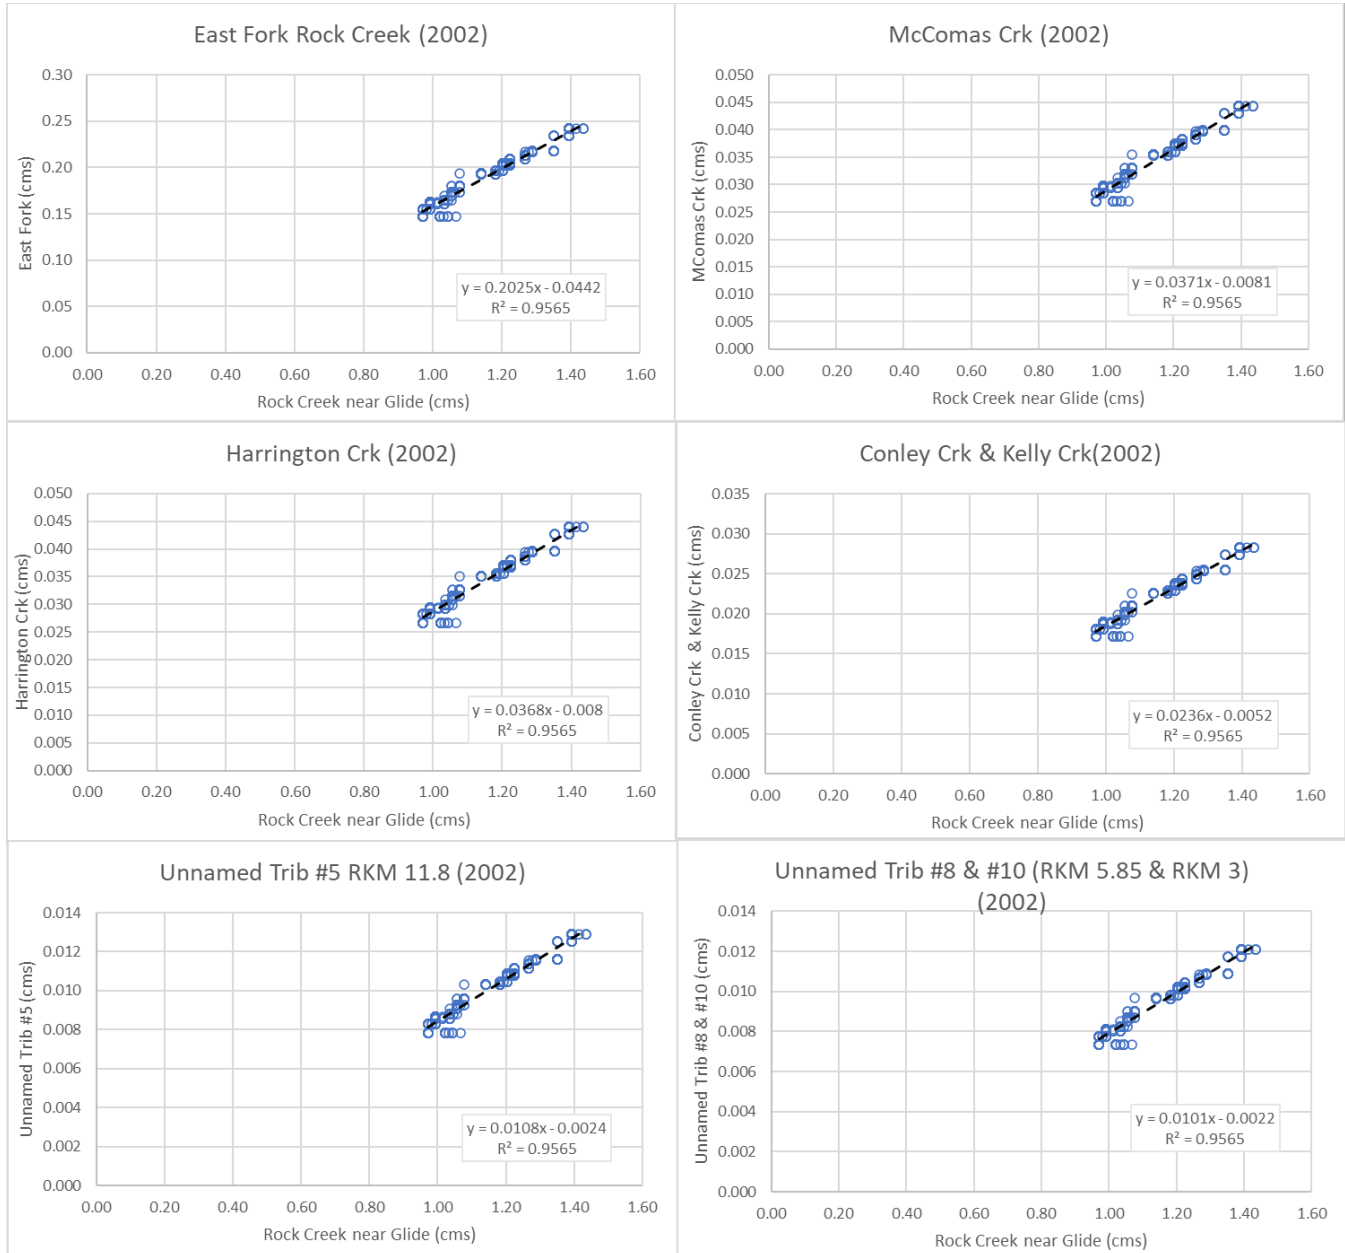 East Fork Rock Creek (2002)
East Fork (cms)
0.30
0.25
0.20
0.15
0.10
0.05
0.00
y = 0.2025x - 0.0442
R² = 0.9565
0.00 0.20 0.40 0.60 0.80 1.00 1.20 1.40 1.60
Rock Creek near Glide (cms)
McComas Crk (2002)
MComas Crk (cms)
0.050
0.045
0.040
0.035
0.030
0.025
0.020
0.015
0.010
0.005
0.000
y = 0.0371x - 0.0081
R² = 0.9565
0.00 0.20 0.40 0.60 0.80 1.00 1.20 1.40 1.60
Rock Creek near Glide (cms)
Harrington Crk (2002)
Harrington Crk (cms)
0.050
0.045
0.040
0.035
0.030
0.025
0.020
0.015
0.010
0.005
0.000
y = 0.0368x - 0.008
R² = 0.9565
0.00 0.20 0.40 0.60 0.80 1.00 1.20 1.40 1.60
Rock Creek near Glide (cms)
Conley Crk & Kelly Crk(2002)
Conley Crk & Kelly Crk (cms)
0.035
0.030
0.025
0.020
0.015
0.010
0.005
0.000
y = 0.0236x - 0.0052
R² = 0.9565
0.00 0.20 0.40 0.60 0.80 1.00 1.20 1.40 1.60
Rock Creek near Glide (cms)
Unnamed Trib #5 RKM 11.8 (2002)
Unnamed Trib #5 (cms)
0.014
0.012
0.010
0.008
0.006
0.004
0.002
0.000
y = 0.0108x - 0.0024
R² = 0.9565
0.00 0.20 0.40 0.60 0.80 1.00 1.20 1.40 1.60
Rock Creek near Glide (cms)
Unnamed Trib #8 & #10 (RKM 5.85 & RKM 3)
(2002)
Unnamed Trib #8 & #10 (cms)
0.014
0.012
0.010
0.008
0.006
0.004
0.002
0.000
y = 0.0101x - 0.0022
R² = 0.9565
0.00 0.20 0.40 0.60 0.80 1.00 1.20 1.40 1.60
Rock Creek near Glide (cms)